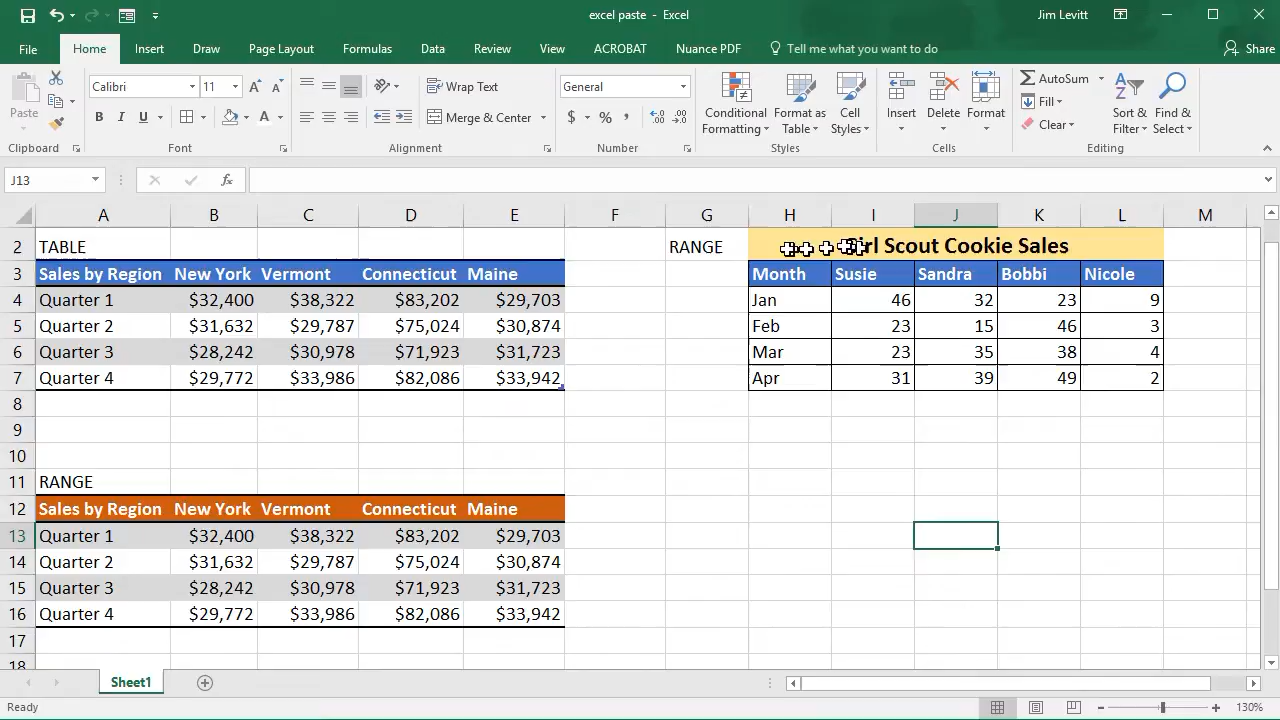 excel paste - Excel
Jim Levitt
File Home Insert Draw Page Layout Formulas Data Review View ACROBAT Nuance PDF Tell me what you want to do Share
Paste
Clipboard
Calibri 11
B I U
Font
Wrap Text
Merge & Center
Alignment
General
$ % ,
Number
Conditional Formatting
Format as Table
Cell Styles
Styles
Insert Delete Format
Cells
AutoSum
Fill
Clear
Sort & Filter
Find & Select
Editing
J13 fx
A B C D E F G H I J K L M
2 TABLE RANGE Girl Scout Cookie Sales
3 Sales by Region New York Vermont Connecticut Maine Month Susie Sandra Bobbi Nicole
4 Quarter 1 $32,400 $38,322 $83,202 $29,703 Jan 46 32 23 9
5 Quarter 2 $31,632 $29,787 $75,024 $30,874 Feb 23 15 46 3
6 Quarter 3 $28,242 $30,978 $71,923 $31,723 Mar 23 35 38 4
7 Quarter 4 $29,772 $33,986 $82,086 $33,942 Apr 31 39 49 2
8
9
10
11 RANGE
12 Sales by Region New York Vermont Connecticut Maine
13 Quarter 1 $32,400 $38,322 $83,202 $29,703
14 Quarter 2 $31,632 $29,787 $75,024 $30,874
15 Quarter 3 $28,242 $30,978 $71,923 $31,723
16 Quarter 4 $29,772 $33,986 $82,086 $33,942
17
18
Sheet1
Ready
130%